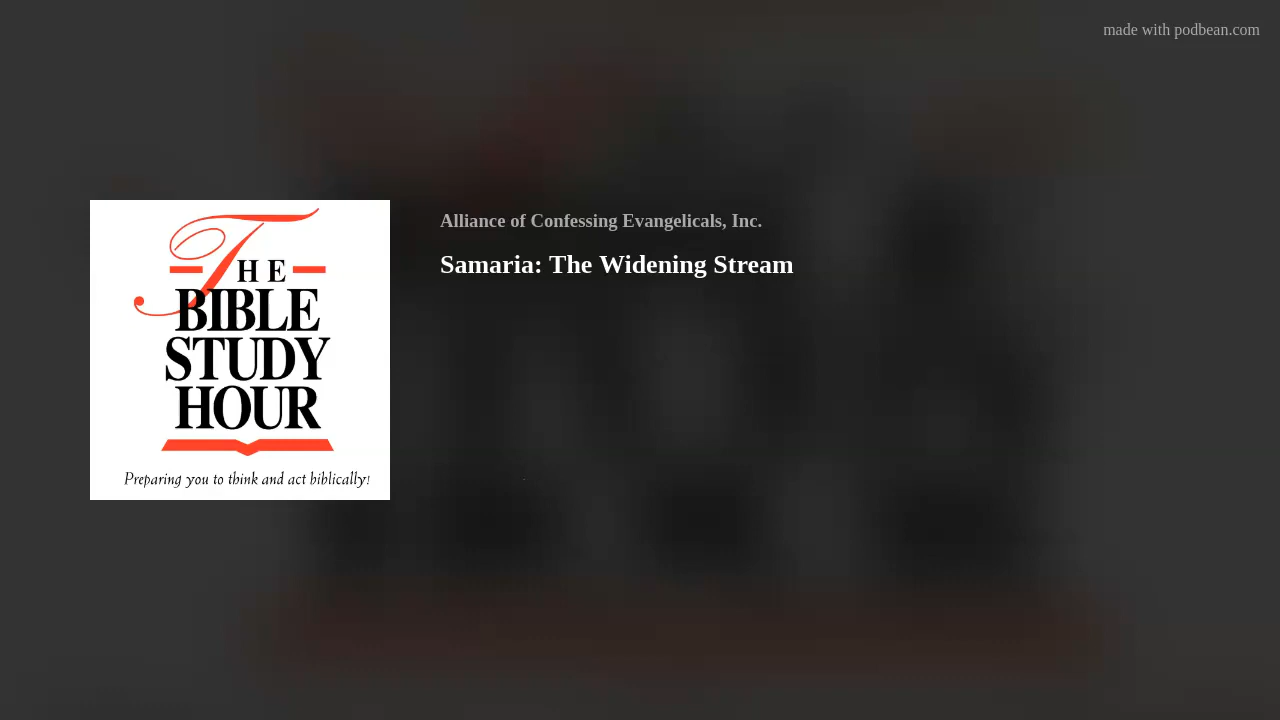 made with podbean.com
THE
BIBLE
STUDY
HOUR
Preparing you to think and act biblically!
Alliance of Confessing Evangelicals, Inc.
Samaria: The Widening Stream